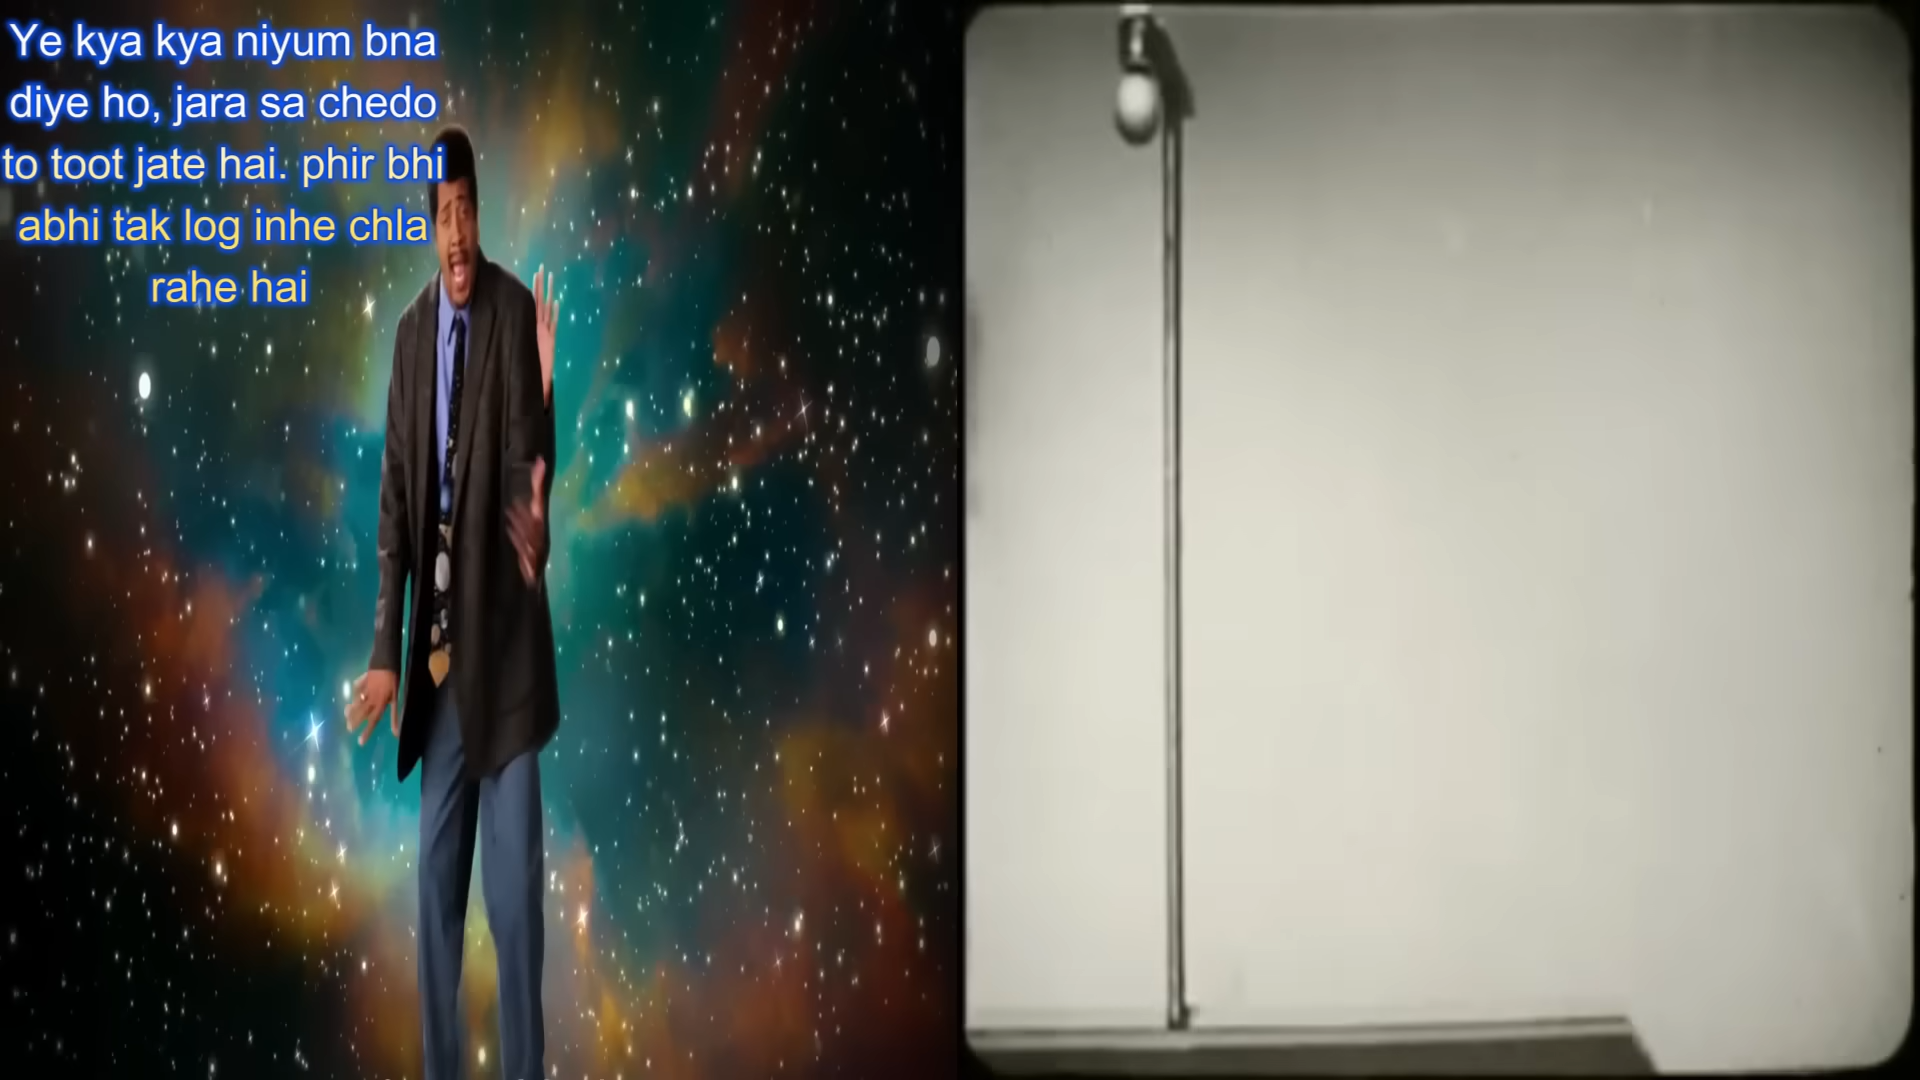 Ye kya kya niyum bna
diye ho, jara sa chedo
to toot jate hai. phir bhi
abhi tak log inhe chla
rahe hai